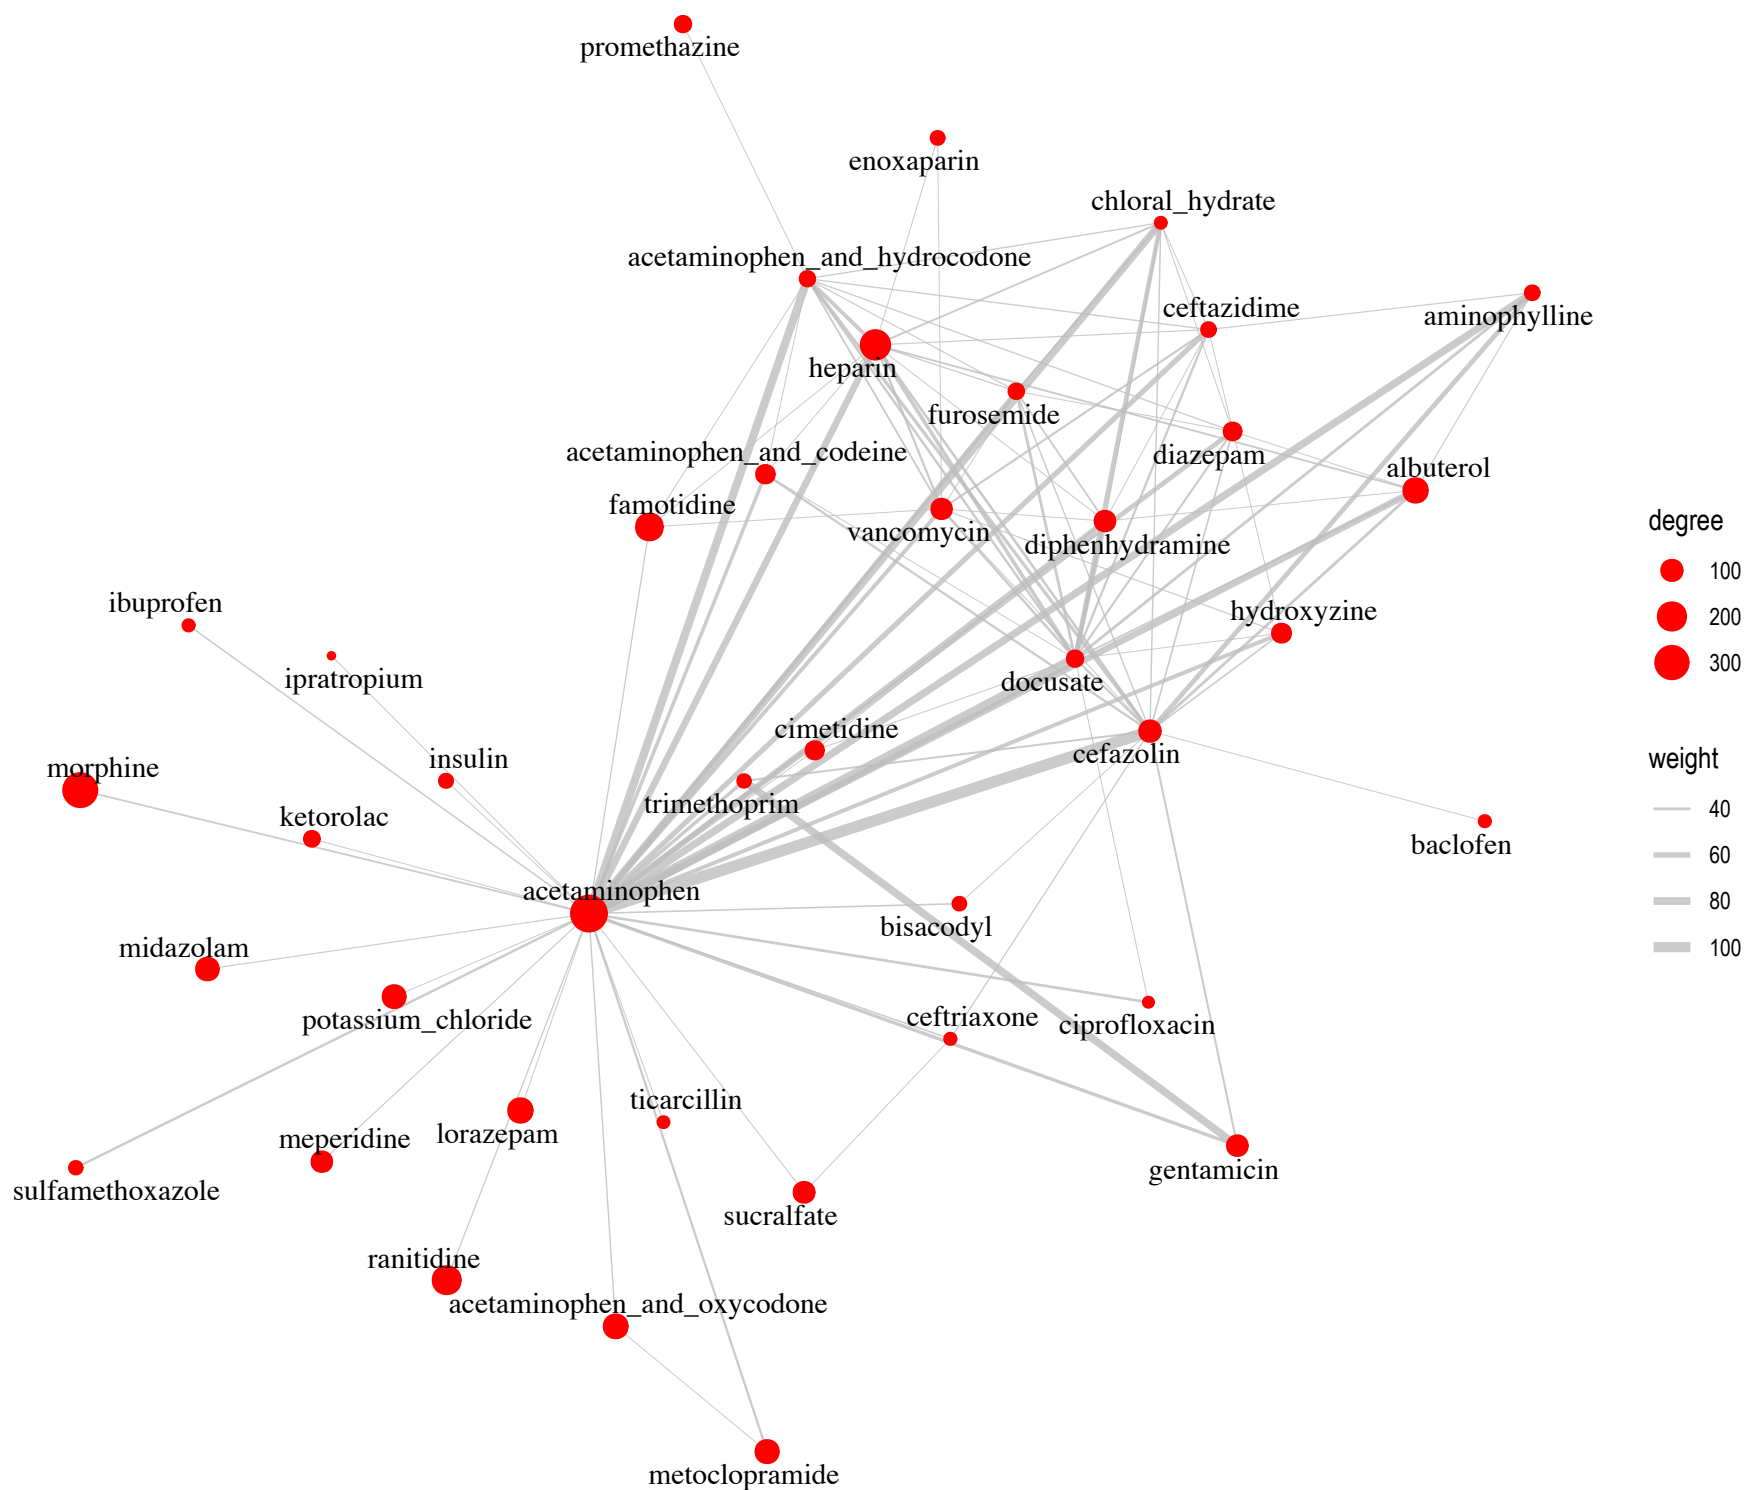 promethazine
enoxaparin
chloral_hydrate
acetaminophen_and_hydrocodone
ceftazidime
aminophylline
heparin
furosemide
acetaminophen_and_codeine
diazepam
albuterol
famotidine
vancomycin
diphenhydramine
degree
100
200
300
ibuprofen
hydroxyzine
ipratropium
docusate
cimetidine
cefazolin
morphine
insulin
weight
40
60
80
100
trimethoprim
ketorolac
baclofen
acetaminophen
bisacodyl
midazolam
potassium_chloride
ceftriaxone
ciprofloxacin
ticarcillin
meperidine
lorazepam
gentamicin
sulfamethoxazole
sucralfate
ranitidine
acetaminophen_and_oxycodone
metoclopramide